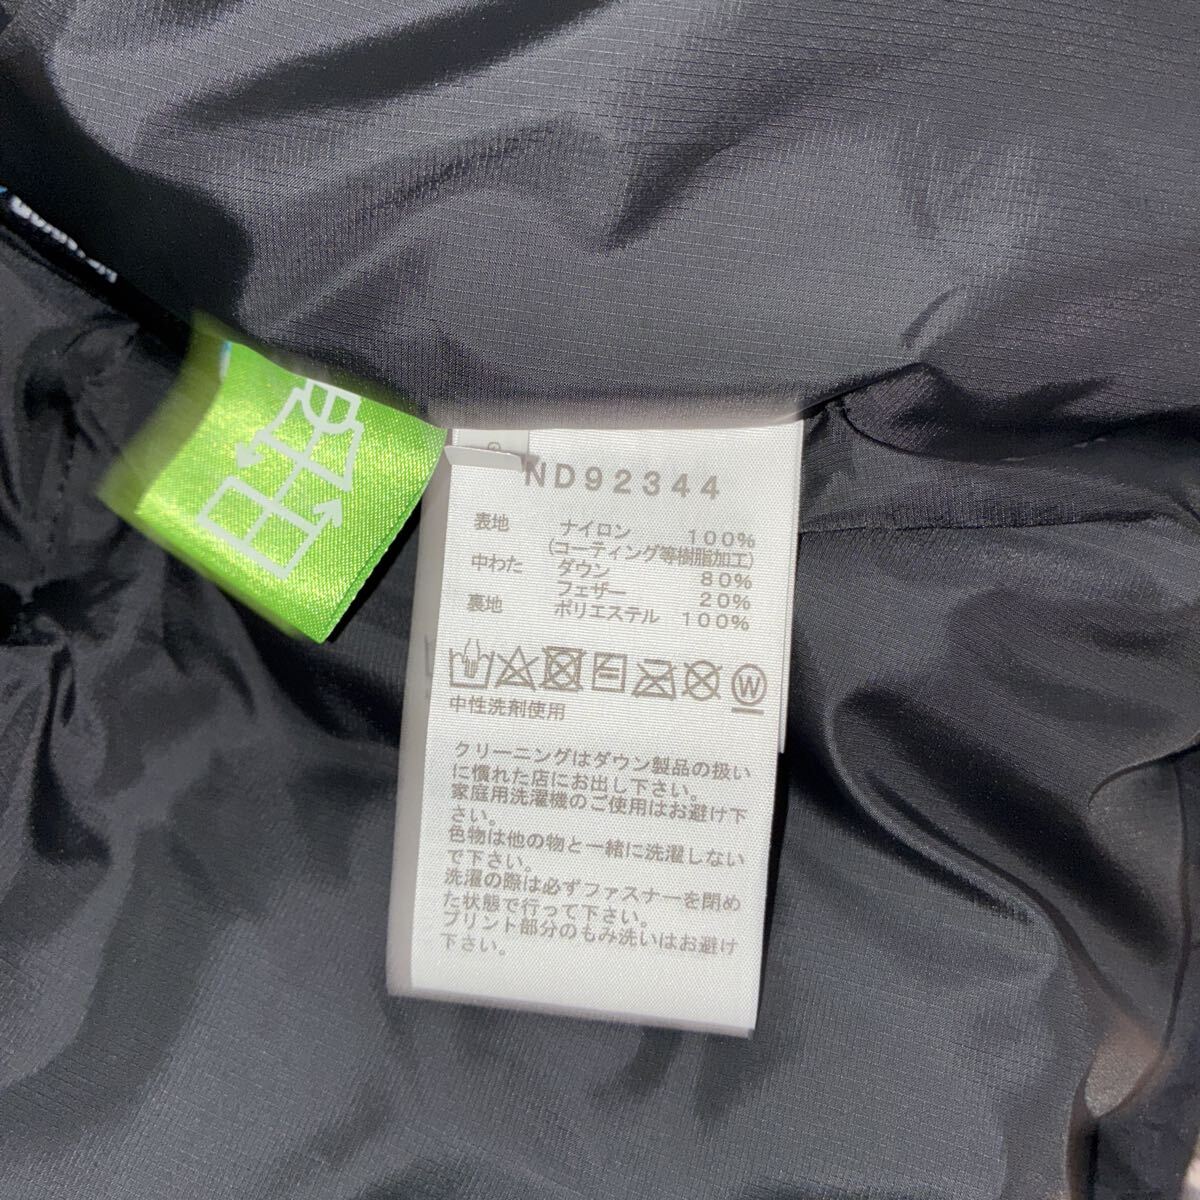 ND92344
表地 ナイロン 100%
(コーティング等樹脂加工)
中わた ダウン 80%
フェザー 20%
裏地 ポリエステル 100%
W
中性洗剤使用
クリーニングはダウン製品の扱い
に慣れた店にお出し下さい。
家庭用洗濯機のご使用はお避け下
さい。
色物は他の物と一緒に洗濯しない
で下さい。
洗濯の際は必ずファスナーを閉め
た状態で行って下さい。
プリント部分のもみ洗いはお避け
下さい。